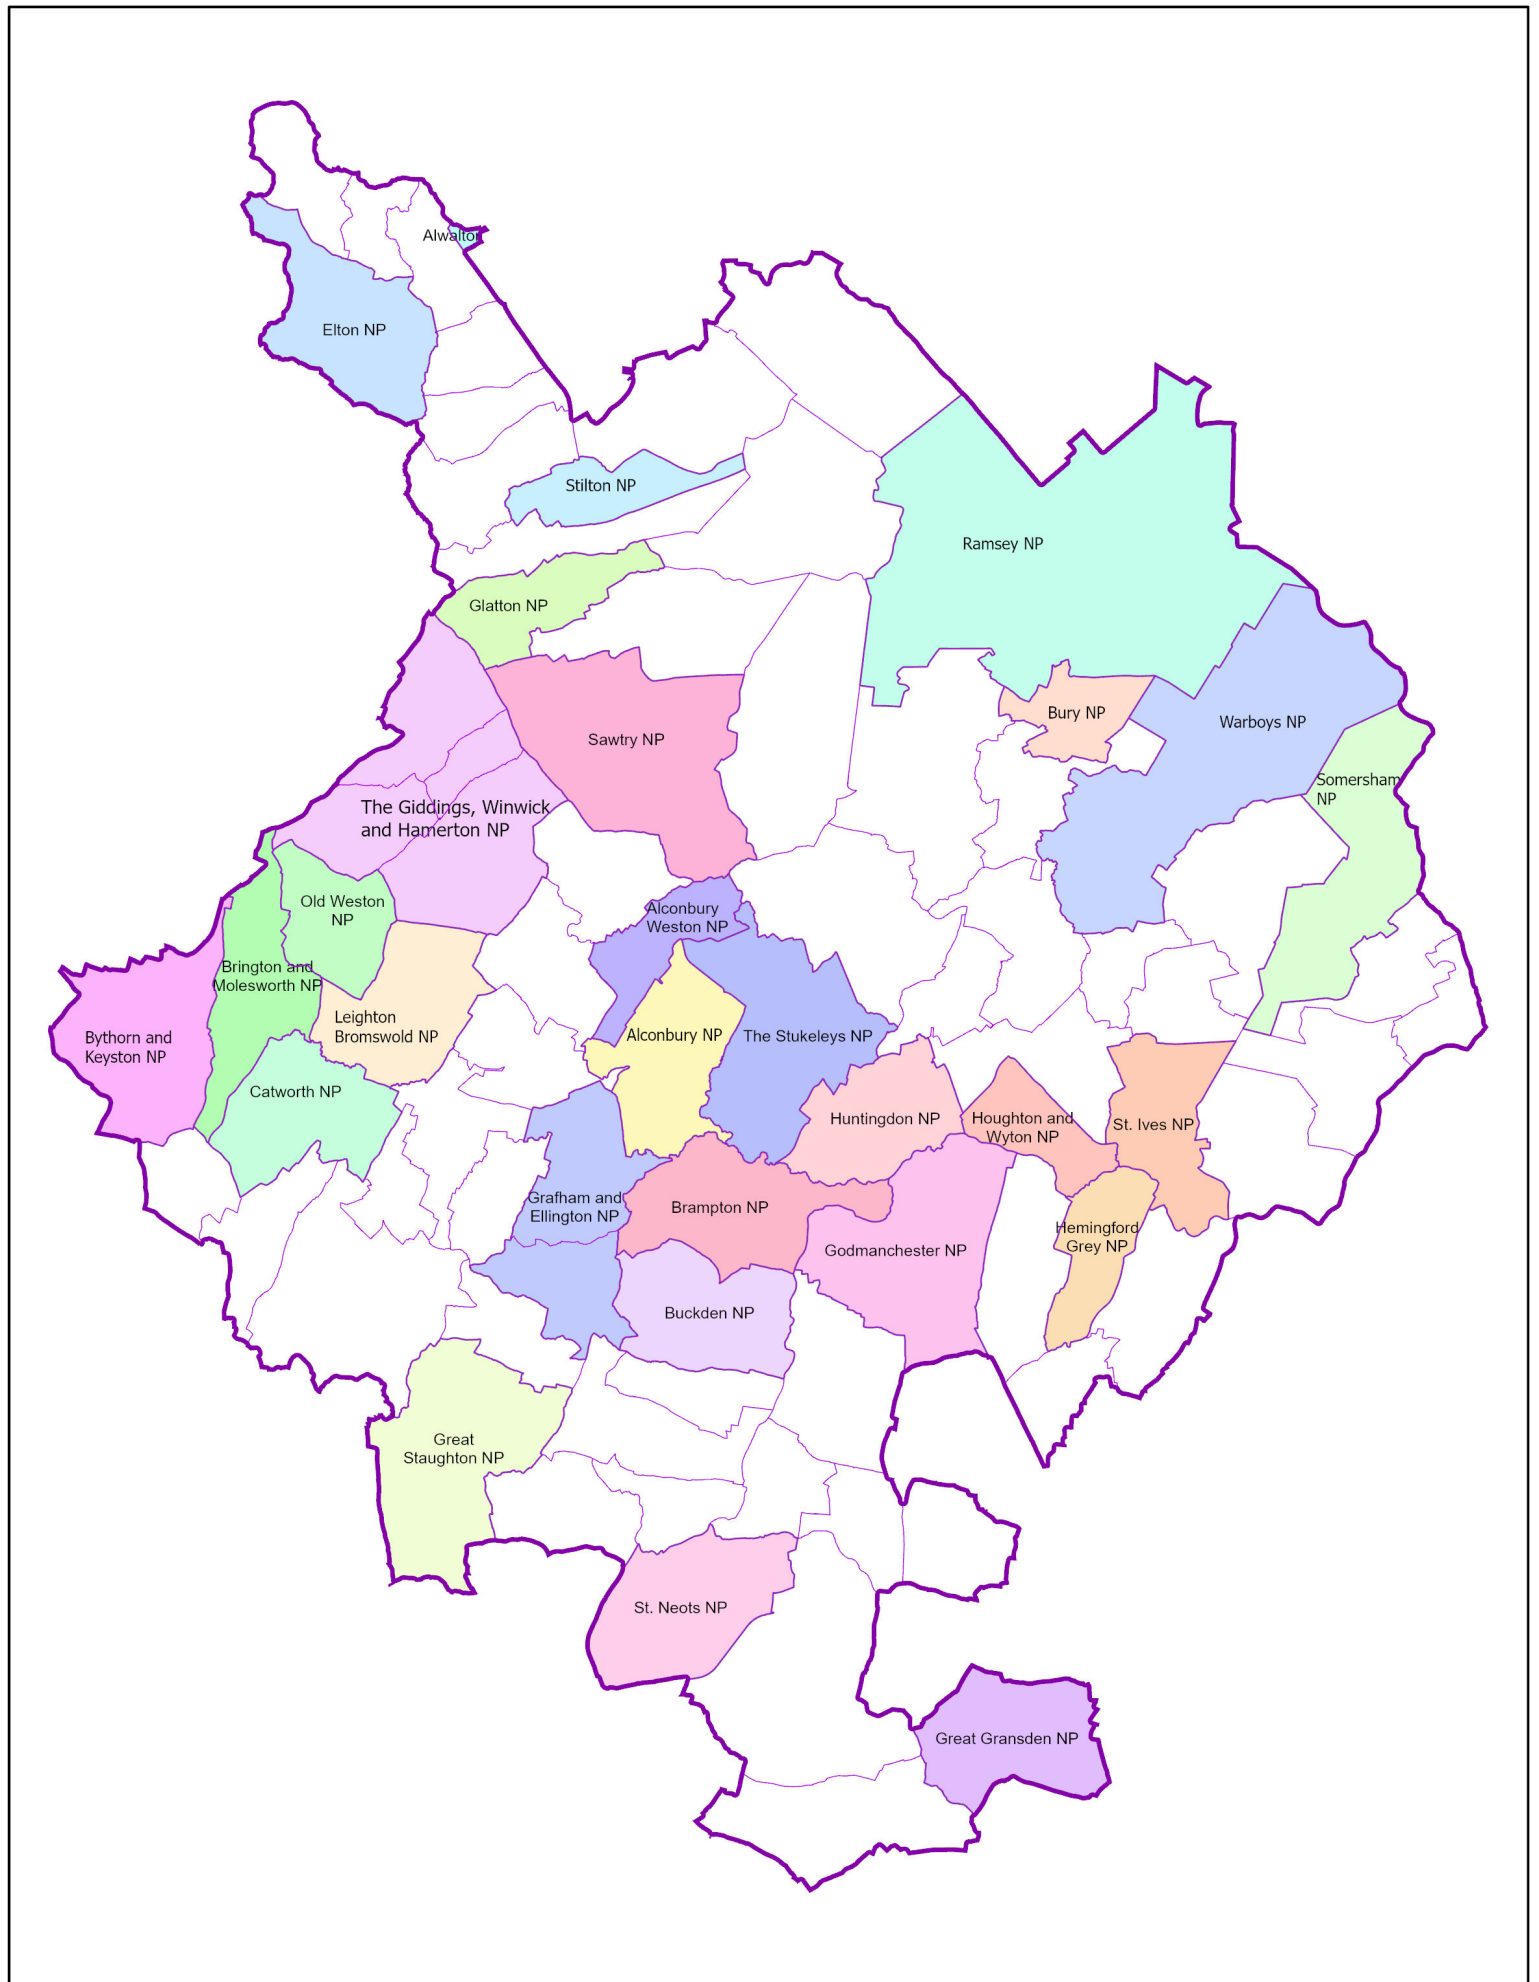 Alwalton
Elton NP
Stilton NP
Ramsey NP
Glatton NP
Bury NP
Warboys NP
Sawtry NP
Somersham
NP
The Giddings, Winwick
and Hamerton NP
Old Weston
NP
Alconbury
Weston NP
Brington and
Molesworth NP
Leighton
Bromswold NP
Bythorn and
Keyston NP
Alconbury NP
The Stukeleys NP
Catworth NP
Huntingdon NP
Houghton and
Wyton NP
St. Ives NP
Grafham and
Ellington NP
Brampton NP
Hemingford
Grey NP
Godmanchester NP
Buckden NP
Great
Staughton NP
St. Neots NP
Great Gransden NP